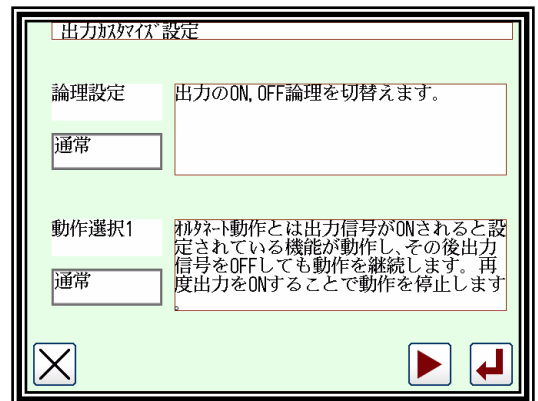 出力ｶｽﾀﾏｲｽﾞ設定
論理設定
出力のON,OFF論理を切替えます。
通常
動作選択1
ｵﾙﾀﾈｰﾄ動作とは出力信号がONされると設
定されている機能が動作し、その後出力
信号をOFFしても動作を継続します。再
度出力をONすることで動作を停止します
。
通常